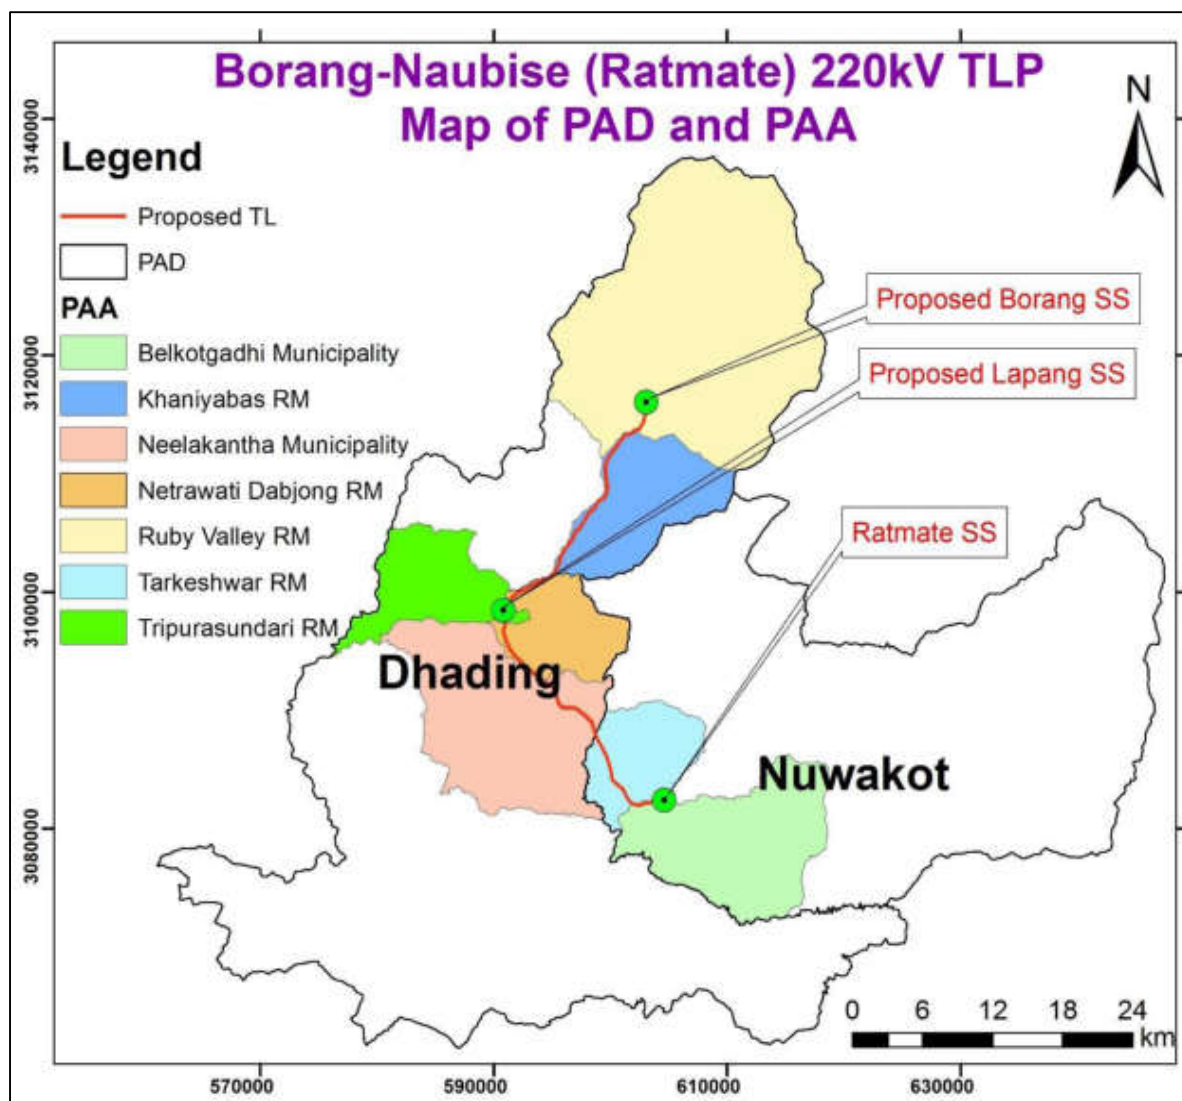 Borang-Naubise (Ratmate) 220kV TLP
Map of PAD and PAA
N
Legend
Proposed TL
PAD
PAA
Belkotgadhi Municipality
Khaniyabas RM
Neelakantha Municipality
Netrawati Dabjong RM
Ruby Valley RM
Tarkeshwar RM
Tripurasundari RM
Proposed Borang SS
Proposed Lapang SS
Ratmate SS
Dhading
Nuwakot
0 6 12 18 24
km
3140000
3120000
3100000
3080000
570000 590000 610000 630000